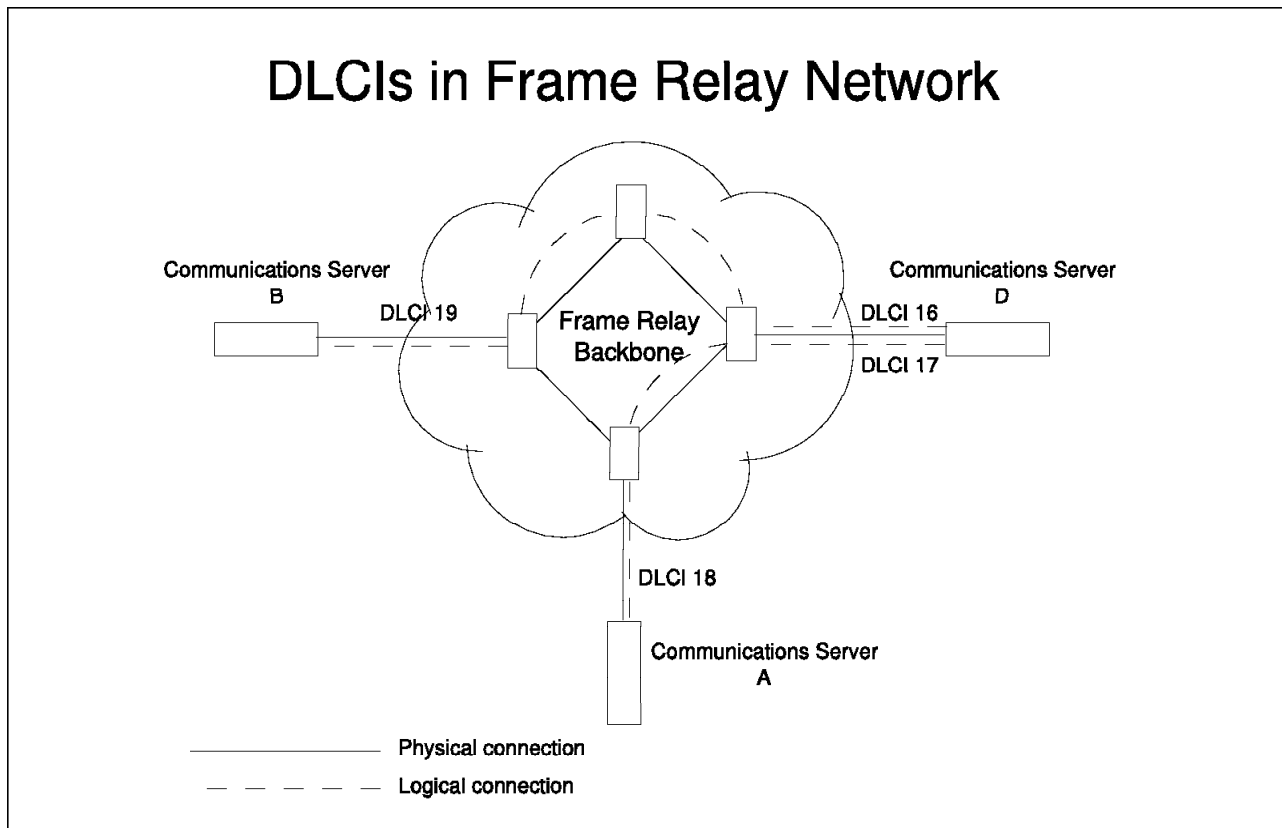 DLCIs in Frame Relay Network
Communications Server
B
DLCI 19
Frame Relay
Backbone
Communications Server
D
DLCI 16
DLCI 17
DLCI 18
Communications Server
A
Physical connection
Logical connection